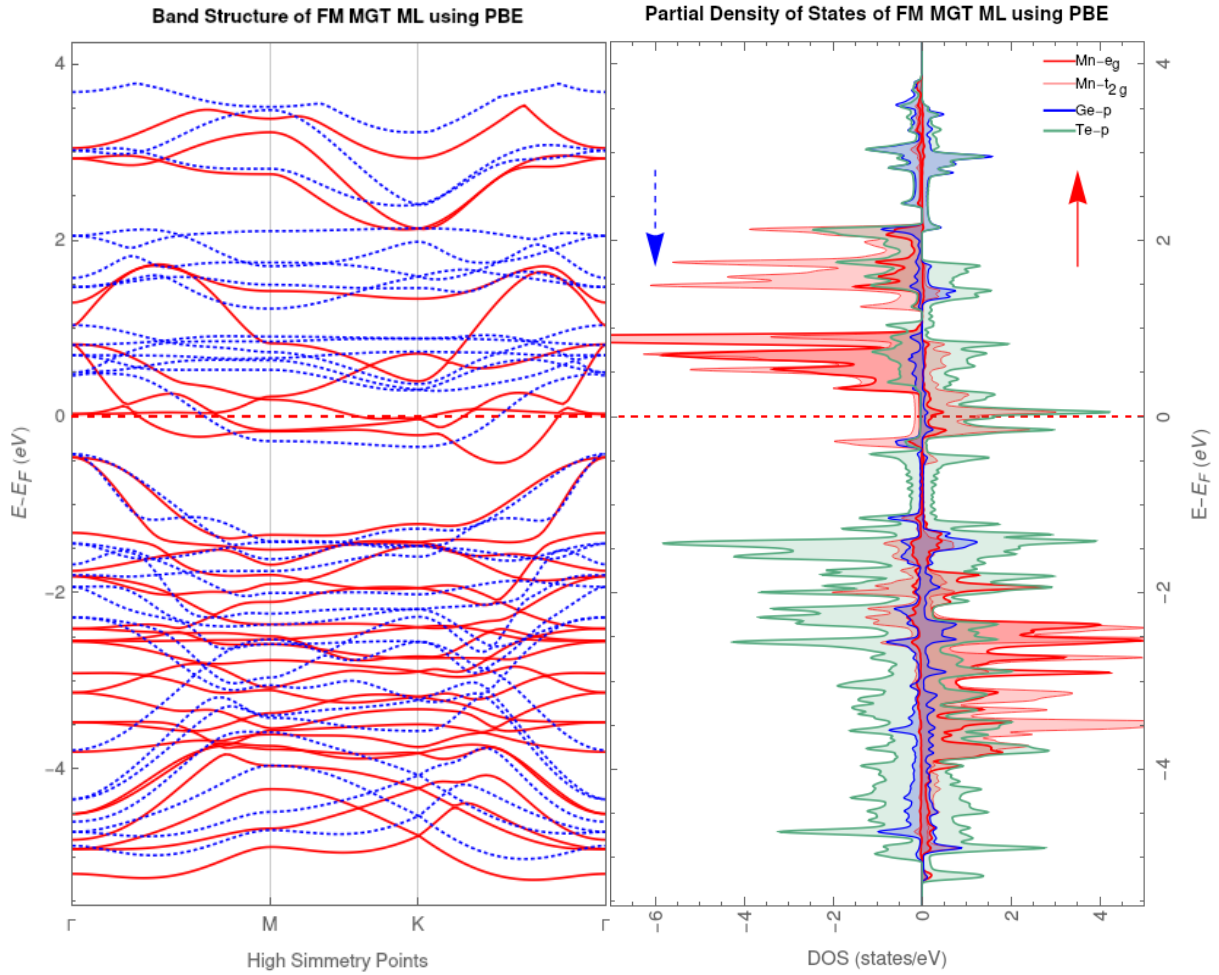 Band Structure of FM MGT ML using PBE
Partial Density of States of FM MGT ML using PBE
Mn-e_g
Mn-t_{2 g}
Ge-p
Te-p
4
2
0
-2
-4
E-E_F (eV)
Γ
M
K
Γ
High Simmetry Points
4
2
0
-2
-4
E-E_F (eV)
-6
-4
-2
0
2
4
DOS (states/eV)